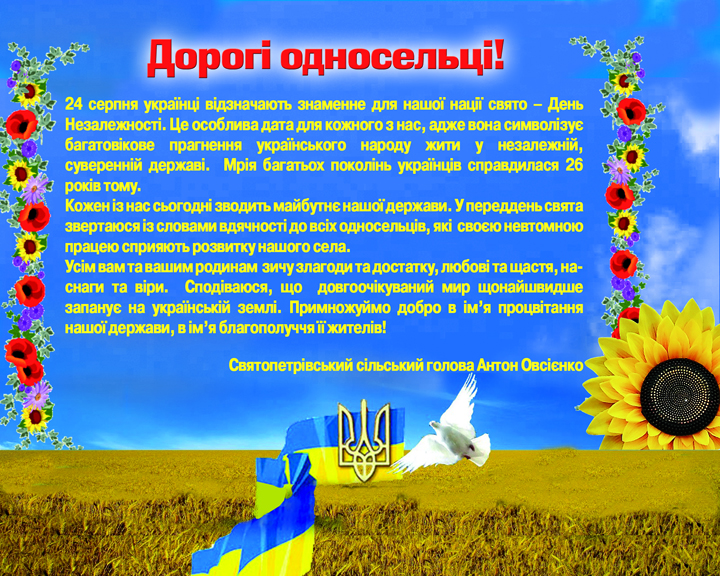 Дорогі односельці!
24 серпня українці відзначають знаменне для нашої нації свято – День
Незалежності. Це особлива дата для кожного з нас, адже вона символізує
багатовікове прагнення українського народу жити у незалежній,
суверенній державі. Мрія багатьох поколінь українців справдилася 26
років тому.
Кожен із нас сьогодні зводить майбутнє нашої держави. У переддень свята
звертаюся із словами вдячності до всіх односельців, які своєю невтомною
працею сприяють розвитку нашого села.
Усім вам та вашим родинам зичу злагоди та достатку, любові та щастя, на-
снаги та віри. Сподіваюся, що довгоочікуваний мир щонайшвидше
запанує на українській землі. Примножуймо добро в ім’я процвітання
нашої держави, в ім’я благополуччя її жителів!
Святопетрівський сільський голова Антон Овсієнко